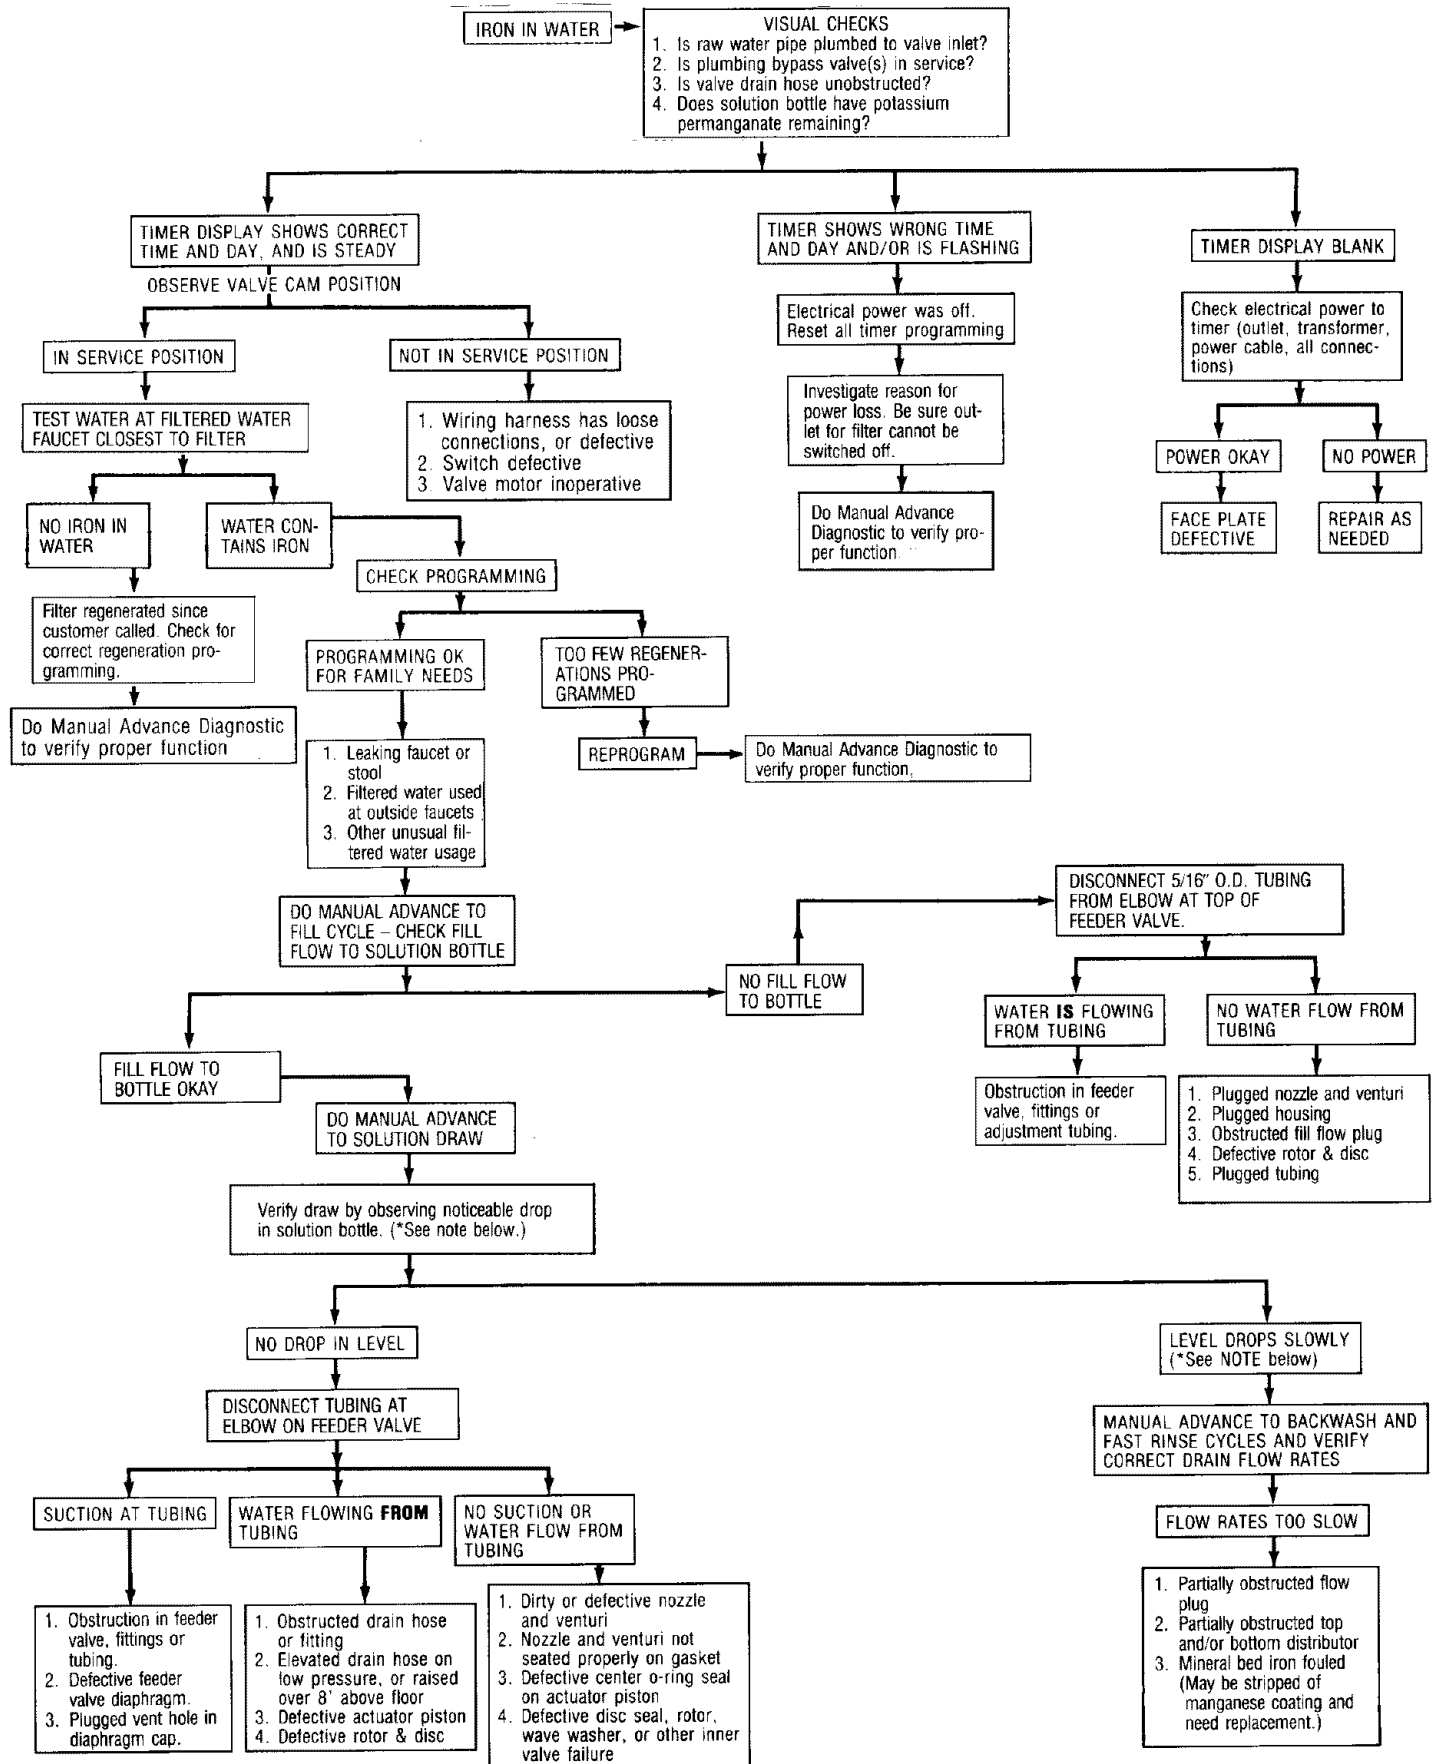 IRON IN WATER
VISUAL CHECKS
1. Is raw water pipe plumbed to valve inlet?
2. Is plumbing bypass valve(s) in service?
3. Is valve drain hose unobstructed?
4. Does solution bottle have potassium
permanganate remaining?
TIMER DISPLAY SHOWS CORRECT
TIME AND DAY, AND IS STEADY
OBSERVE VALVE CAM POSITION
IN SERVICE POSITION
NOT IN SERVICE POSITION
TEST WATER AT FILTERED WATER
FAUCET CLOSEST TO FILTER
1. Wiring harness has loose
connections, or defective
2. Switch defective
3. Valve motor inoperative
NO IRON IN
WATER
WATER CON-
TAINS IRON
CHECK PROGRAMMING
Filter regenerated since
customer called. Check for
correct regeneration pro-
gramming.
Do Manual Advance Diagnostic
to verify proper function
PROGRAMMING OK
FOR FAMILY NEEDS
TOO FEW REGENER-
ATIONS PRO-
GRAMMED
REPROGRAM
Do Manual Advance Diagnostic to
verify proper function,
1. Leaking faucet or
stool
2. Filtered water used
at outside faucets
3. Other unusual fil-
tered water usage
TIMER SHOWS WRONG TIME
AND DAY AND/OR IS FLASHING
Electrical power was off.
Reset all timer programming
Investigate reason for
power loss. Be sure out-
let for filter cannot be
switched off.
Do Manual Advance
Diagnostic to verify pro-
per function.
TIMER DISPLAY BLANK
Check electrical power to
timer (outlet, transformer,
power cable, all connec-
tions)
POWER OKAY
NO POWER
FACE PLATE
DEFECTIVE
REPAIR AS
NEEDED
DO MANUAL ADVANCE TO
FILL CYCLE – CHECK FILL
FLOW TO SOLUTION BOTTLE
NO FILL FLOW
TO BOTTLE
DISCONNECT 5/16" O.D. TUBING
FROM ELBOW AT TOP OF
FEEDER VALVE.
WATER IS FLOWING
FROM TUBING
NO WATER FLOW FROM
TUBING
Obstruction in feeder
valve, fittings or
adjustment tubing.
1. Plugged nozzle and venturi
2. Plugged housing
3. Obstructed fill flow plug
4. Defective rotor & disc
5. Plugged tubing
FILL FLOW TO
BOTTLE OKAY
DO MANUAL ADVANCE
TO SOLUTION DRAW
Verify draw by observing noticeable drop
in solution bottle. (*See note below.)
NO DROP IN LEVEL
DISCONNECT TUBING AT
ELBOW ON FEEDER VALVE
SUCTION AT TUBING
WATER FLOWING FROM
TUBING
NO SUCTION OR
WATER FLOW FROM
TUBING
1. Obstruction in feeder
valve, fittings or
tubing.
2. Defective feeder
valve diaphragm.
3. Plugged vent hole in
diaphragm cap.
1. Obstructed drain hose
or fitting
2. Elevated drain hose on
low pressure, or raised
over 8' above floor
3. Defective actuator piston
4. Defective rotor & disc
1. Dirty or defective nozzle
and venturi
2. Nozzle and venturi not
seated properly on gasket
3. Defective center o-ring seal
on actuator piston
4. Defective disc seal, rotor,
wave washer, or other inner
valve failure
LEVEL DROPS SLOWLY
(*See NOTE below)
MANUAL ADVANCE TO BACKWASH AND
FAST RINSE CYCLES AND VERIFY
CORRECT DRAIN FLOW RATES
FLOW RATES TOO SLOW
1. Partially obstructed flow
plug
2. Partially obstructed top
and/or bottom distributor
3. Mineral bed iron fouled
(May be stripped of
manganese coating and
need replacement.)